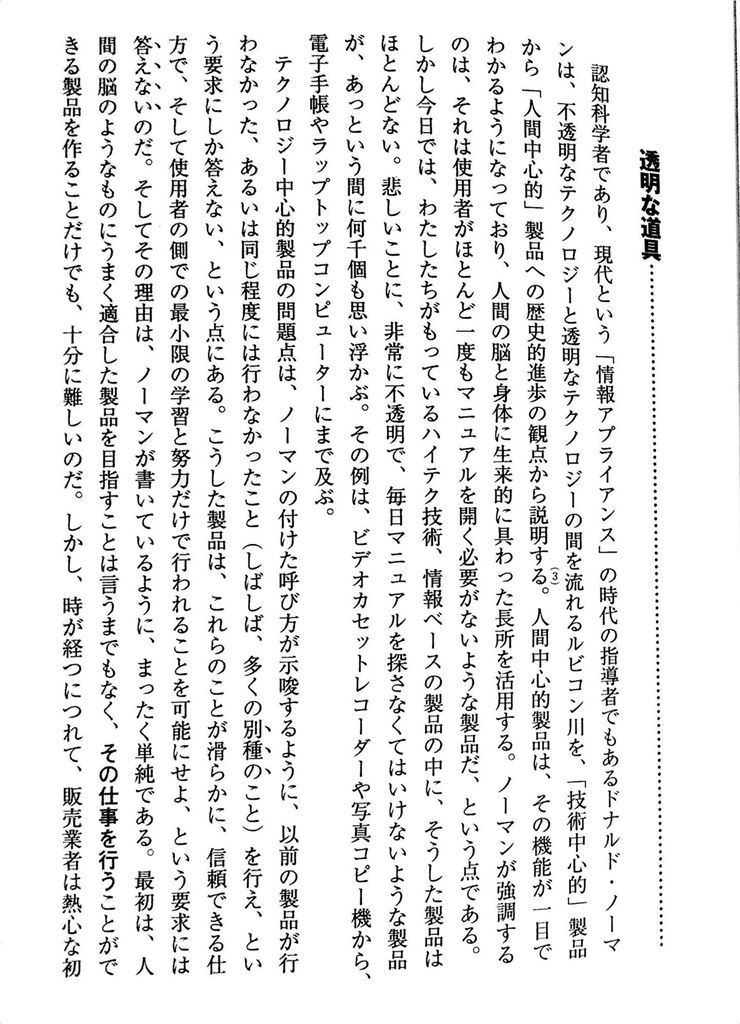 透明な道具
認知科学者であり、現代という「情報アプライアンス」の時代の指導者でもあるドナルド・ノーマ
ンは、不透明なテクノロジーと透明なテクノロジーの間を流れるルビコン川を、「技術中心的」製品
から「人間中心的」製品への歴史的進歩の観点から説明する。(3)人間中心的製品は、その機能が一目で
わかるようになっており、人間の脳と身体に生来的に具わった長所を活用する。ノーマンが強調する
のは、それは使用者がほとんど一度もマニュアルを開く必要がないような製品だ、という点である。
しかし今日では、わたしたちがもっているハイテク技術、情報ベースの製品の中に、そうした製品は
ほとんどない。悲しいことに、非常に不透明で、毎日マニュアルを探さなくてはいけないような製品
が、あっという間に何千個も思い浮かぶ。その例は、ビデオカセットレコーダーや写真コピー機から、
電子手帳やラップトップコンピューターにまで及ぶ。
テクノロジー中心的製品の問題点は、ノーマンの付けた呼び方が示唆するように、以前の製品が行
わなかった、あるいは同じ程度には行わなかったこと（しばしば、多くの別種のこと）を行え、とい
う要求にしか答えない、という点にある。こうした製品は、これらのことが滑らかに、信頼できる仕
方で、そして使用者の側での最小限の学習と努力だけで行われることを可能にせよ、という要求には
答えないのだ。そしてその理由は、ノーマンが書いているように、まったく単純である。最初は、人
間の脳のようなものにうまく適合した製品を目指すことは言うまでもなく、その仕事を行うことがで
きる製品を作ることだけでも、十分に難しいのだ。しかし、時が経つにつれて、販売業者は熱心な初